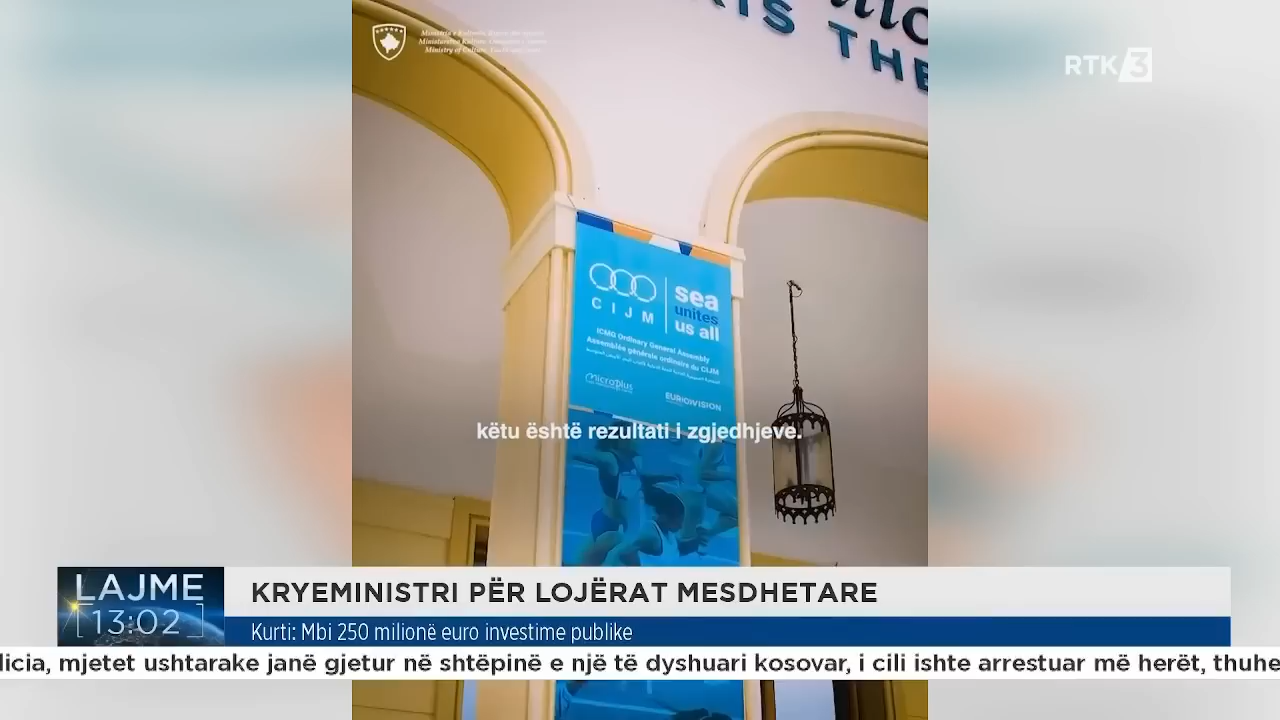 Ministry of Culture, Youth and Sport
RTK 3
IS THE
CIJM
sea
unites
us all
ICMG Ordinary General Assembly
Assemblée générale ordinaire du CIJM
microplus
EUROVISION
këtu është rezultati i zgjedhjeve.
LAJME
13:02
KRYEMINISTRI PËR LOJËRAT MESDHETARE
Kurti: Mbi 250 milionë euro investime publike
licia, mjetet ushtarake janë gjetur në shtëpinë e një të dyshuari kosovar, i cili ishte arrestuar më herët, thuhe